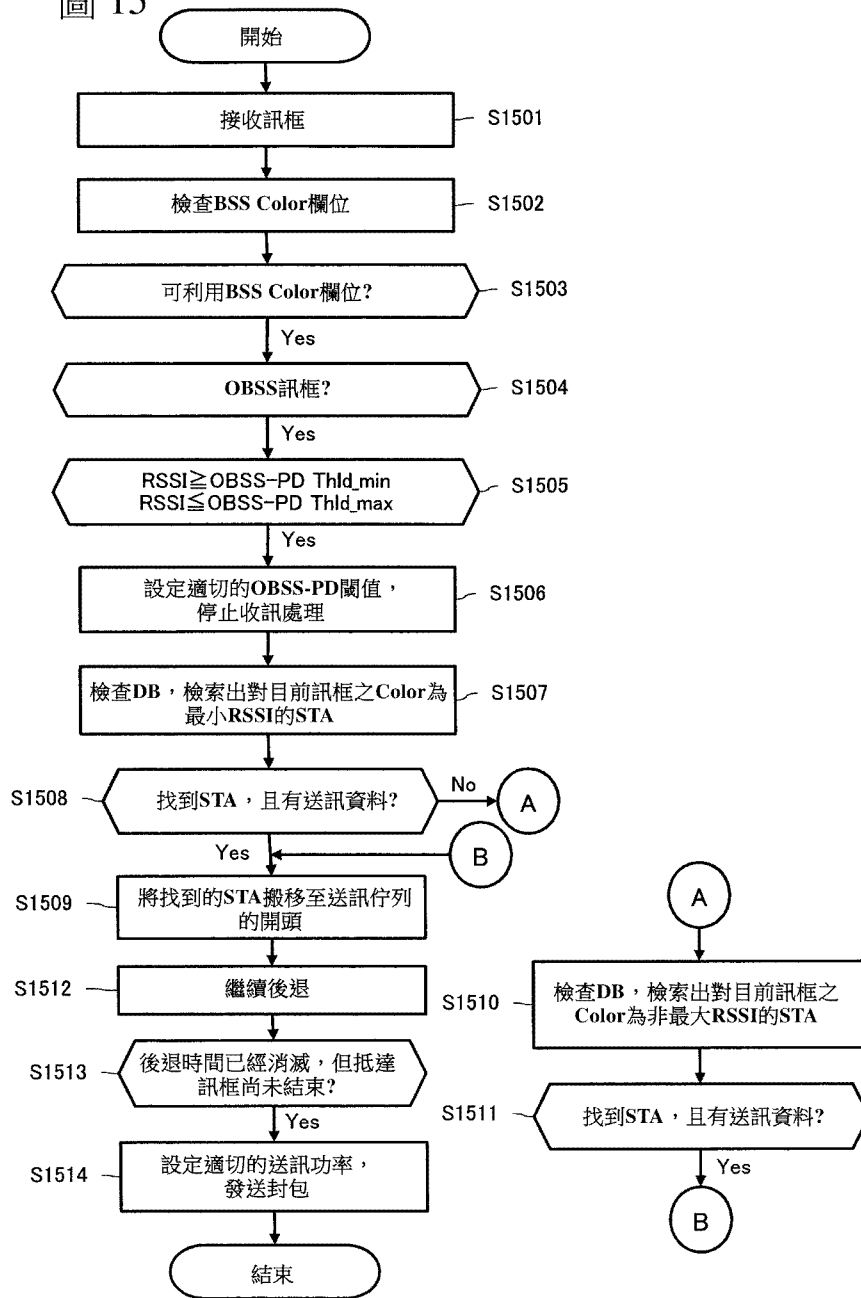 圖 15
開始
接收訊框
S1501
檢查BSS Color欄位
S1502
可利用BSS Color欄位?
S1503
Yes
OBSS訊框?
S1504
Yes
RSSI≧OBSS-PD Thld_min
RSSI≦OBSS-PD Thld_max
S1505
Yes
設定適切的OBSS-PD閾值，
停止收訊處理
S1506
檢查DB，檢索出對目前訊框之Color為
最小RSSI的STA
S1507
S1508
找到STA，且有送訊資料?
No
A
Yes
B
S1509
將找到的STA搬移至送訊佇列
的開頭
S1512
繼續後退
S1513
後退時間已經消滅，但抵達
訊框尚未結束?
Yes
S1514
設定適切的送訊功率，
發送封包
結束
A
S1510
檢查DB，檢索出對目前訊框之
Color為非最大RSSI的STA
S1511
找到STA，且有送訊資料?
Yes
B